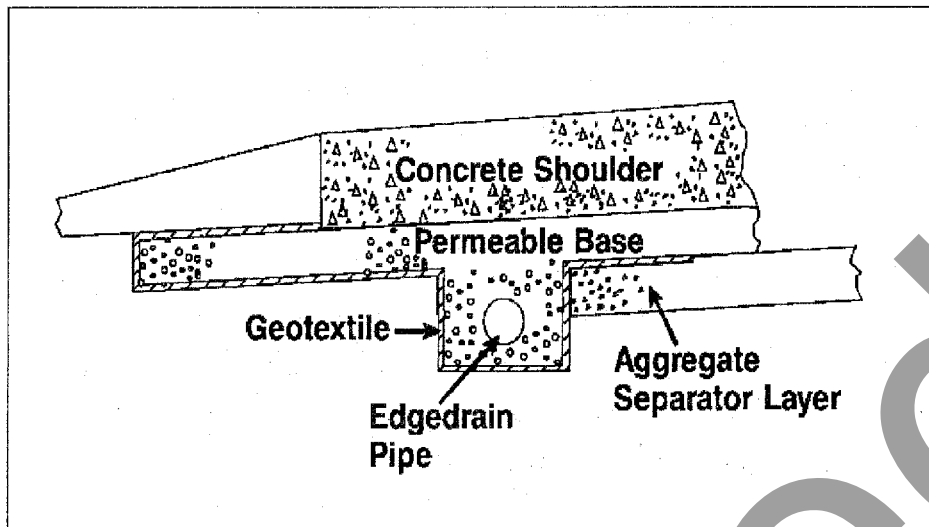 Concrete Shoulder
Permeable Base
Geotextile
Aggregate
Separator Layer
Edgedrain
Pipe